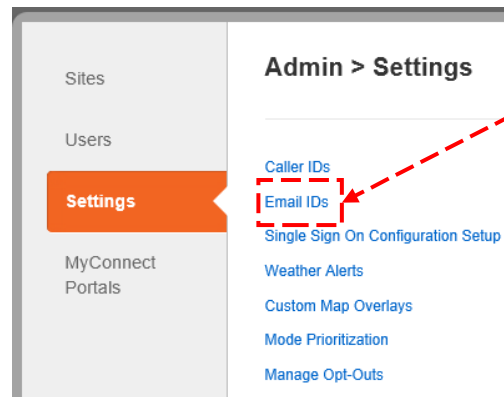 Sites
Users
Settings
MyConnect
Portals
Admin > Settings
Caller IDs
Email IDs
Single Sign On Configuration Setup
Weather Alerts
Custom Map Overlays
Mode Prioritization
Manage Opt-Outs